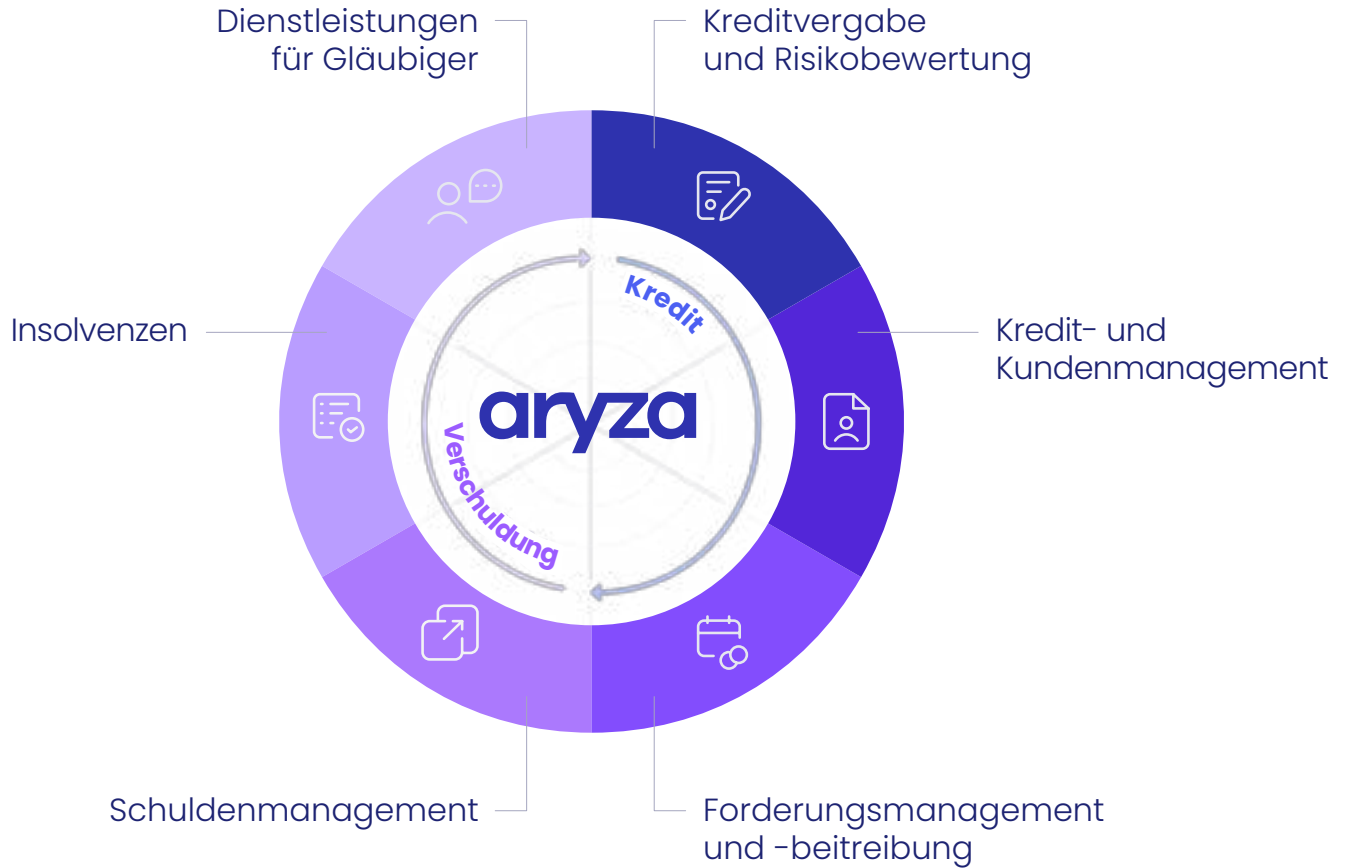 Dienstleistungen
für Gläubiger
Kreditvergabe
und Risikobewertung
Kredit
Insolvenzen
Kredit- und
Kundenmanagement
aryza
Verschuldung
Schuldenmanagement
Forderungsmanagement
und -beitreibung